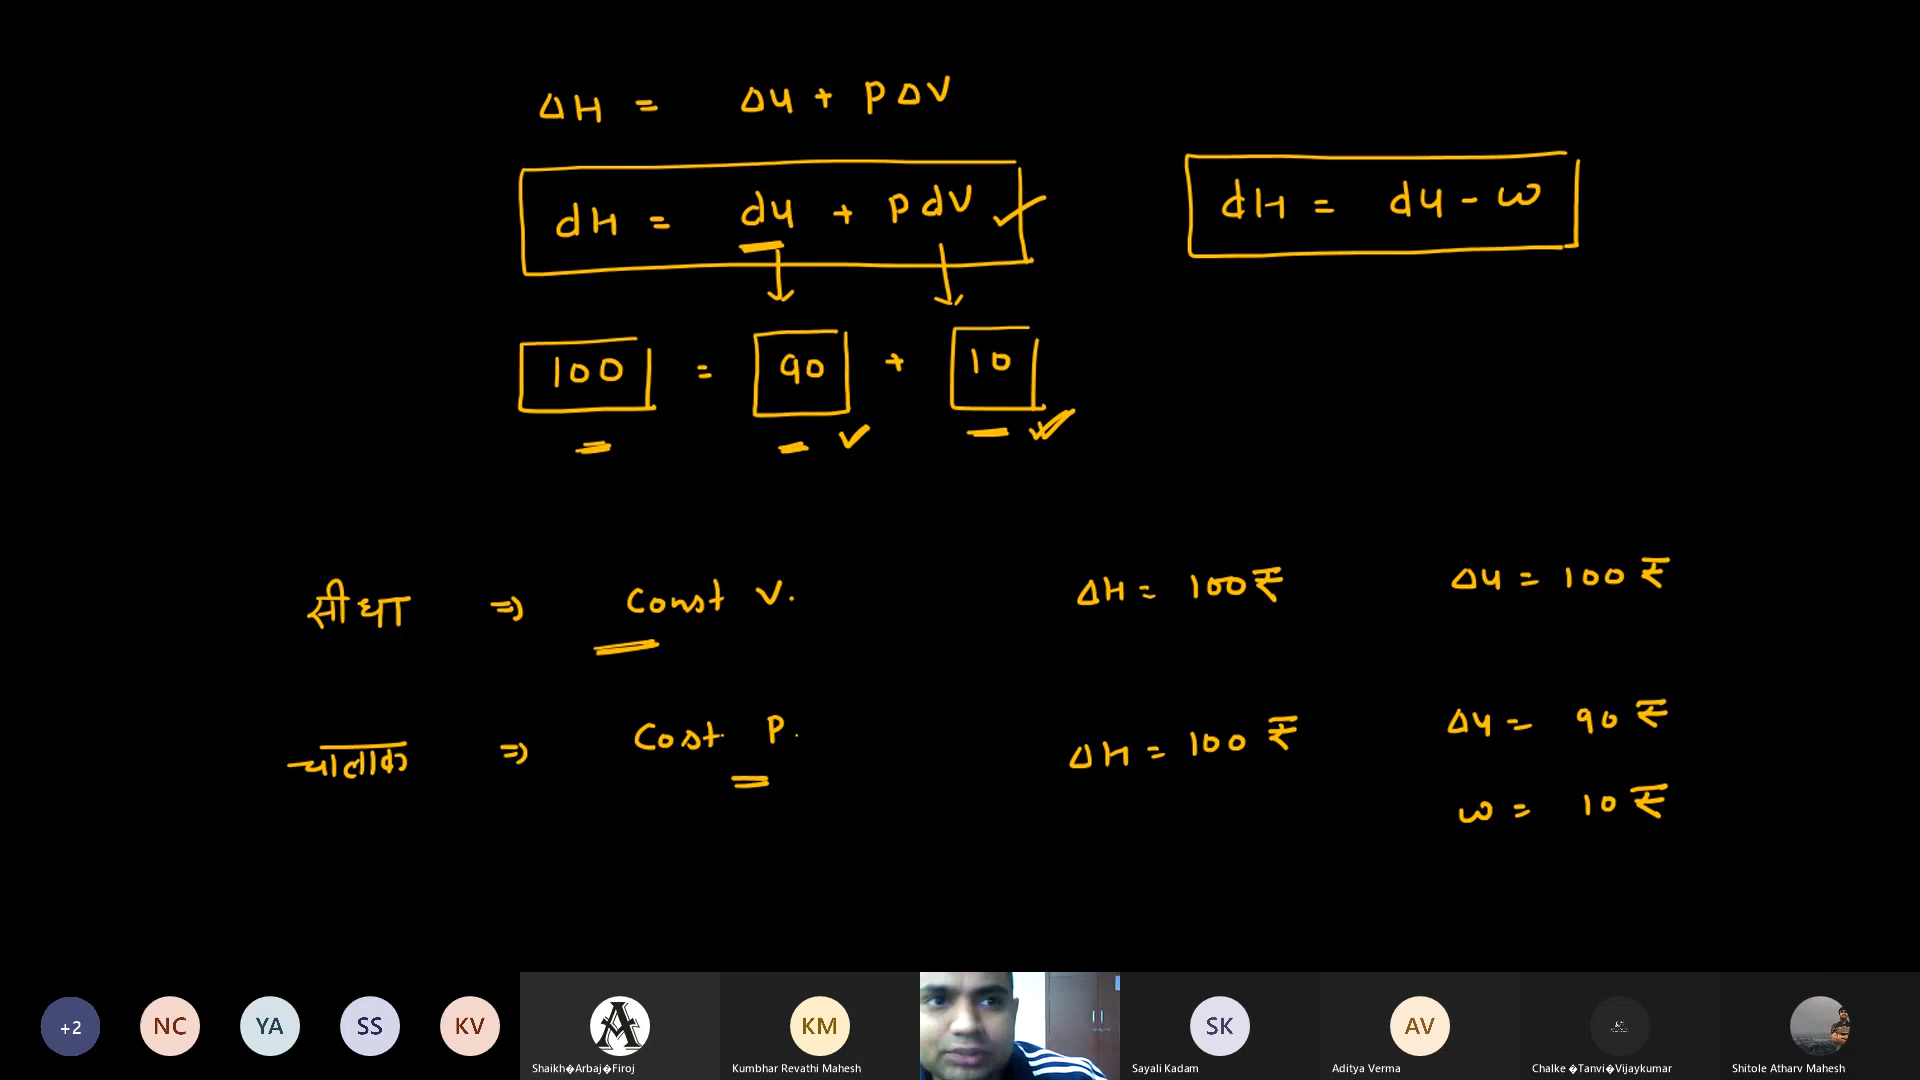 ΔH = Δu + PΔV
dH = du + PdV ✓
dH = du - w
100 = 90 + 10
सीधा ⇒ Const V. ΔH = 100 ₹ Δu = 100 ₹
चालाक ⇒ Cost. P. ΔH = 100 ₹ Δu = 90 ₹
w = 10 ₹
+2 NC YA SS KV KM SK AV
Shaikh�Arbaj�Firoj Kumbhar Revathi Mahesh Sayali Kadam Aditya Verma Chalke �Tanvi�Vijaykumar Shitole Atharv Mahesh